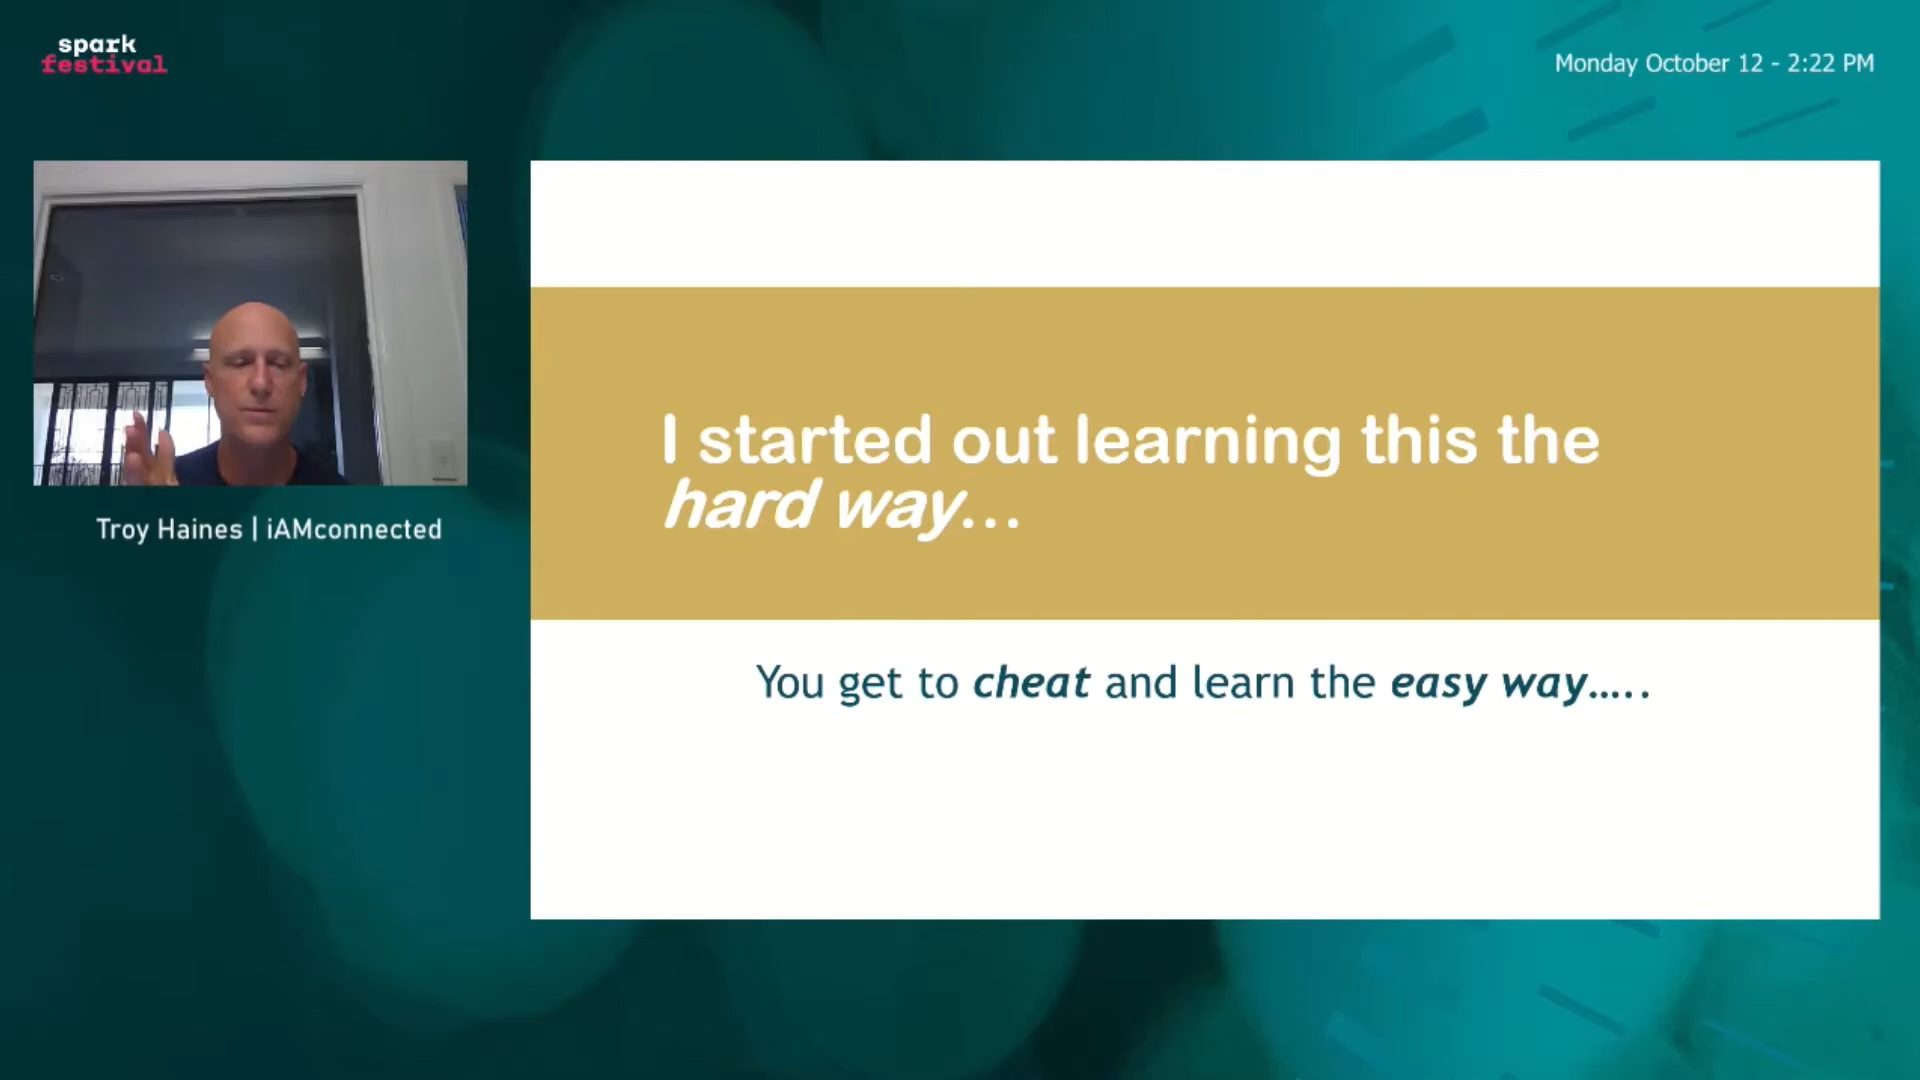 spark
festival
Monday October 12 - 2:22 PM
Troy Haines | iAMconnected
I started out learning this the
hard way...
You get to cheat and learn the easy way.....